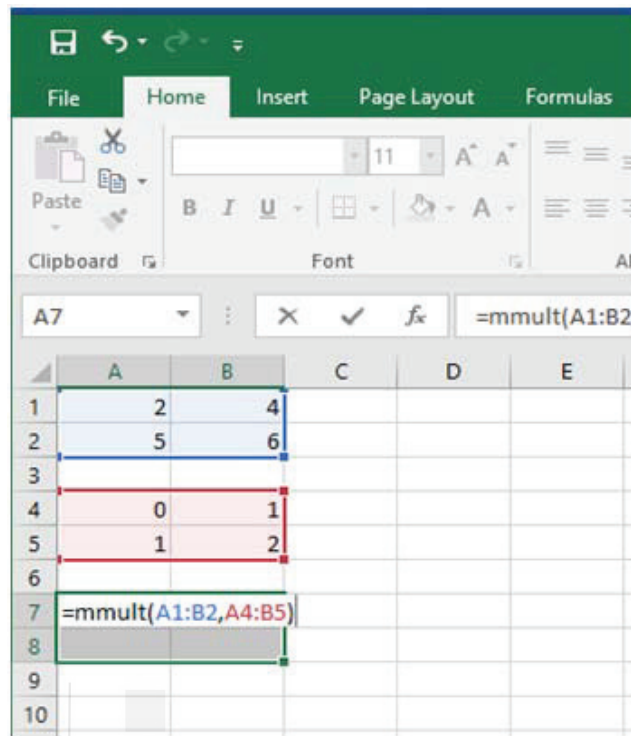 File Home Insert Page Layout Formulas
11 A A
Paste
B I U A
Clipboard Font
A7 fx =mmult(A1:B2
A B C D E
1 2 4
2 5 6
3
4 0 1
5 1 2
6
7 =mmult(A1:B2,A4:B5)
8
9
10